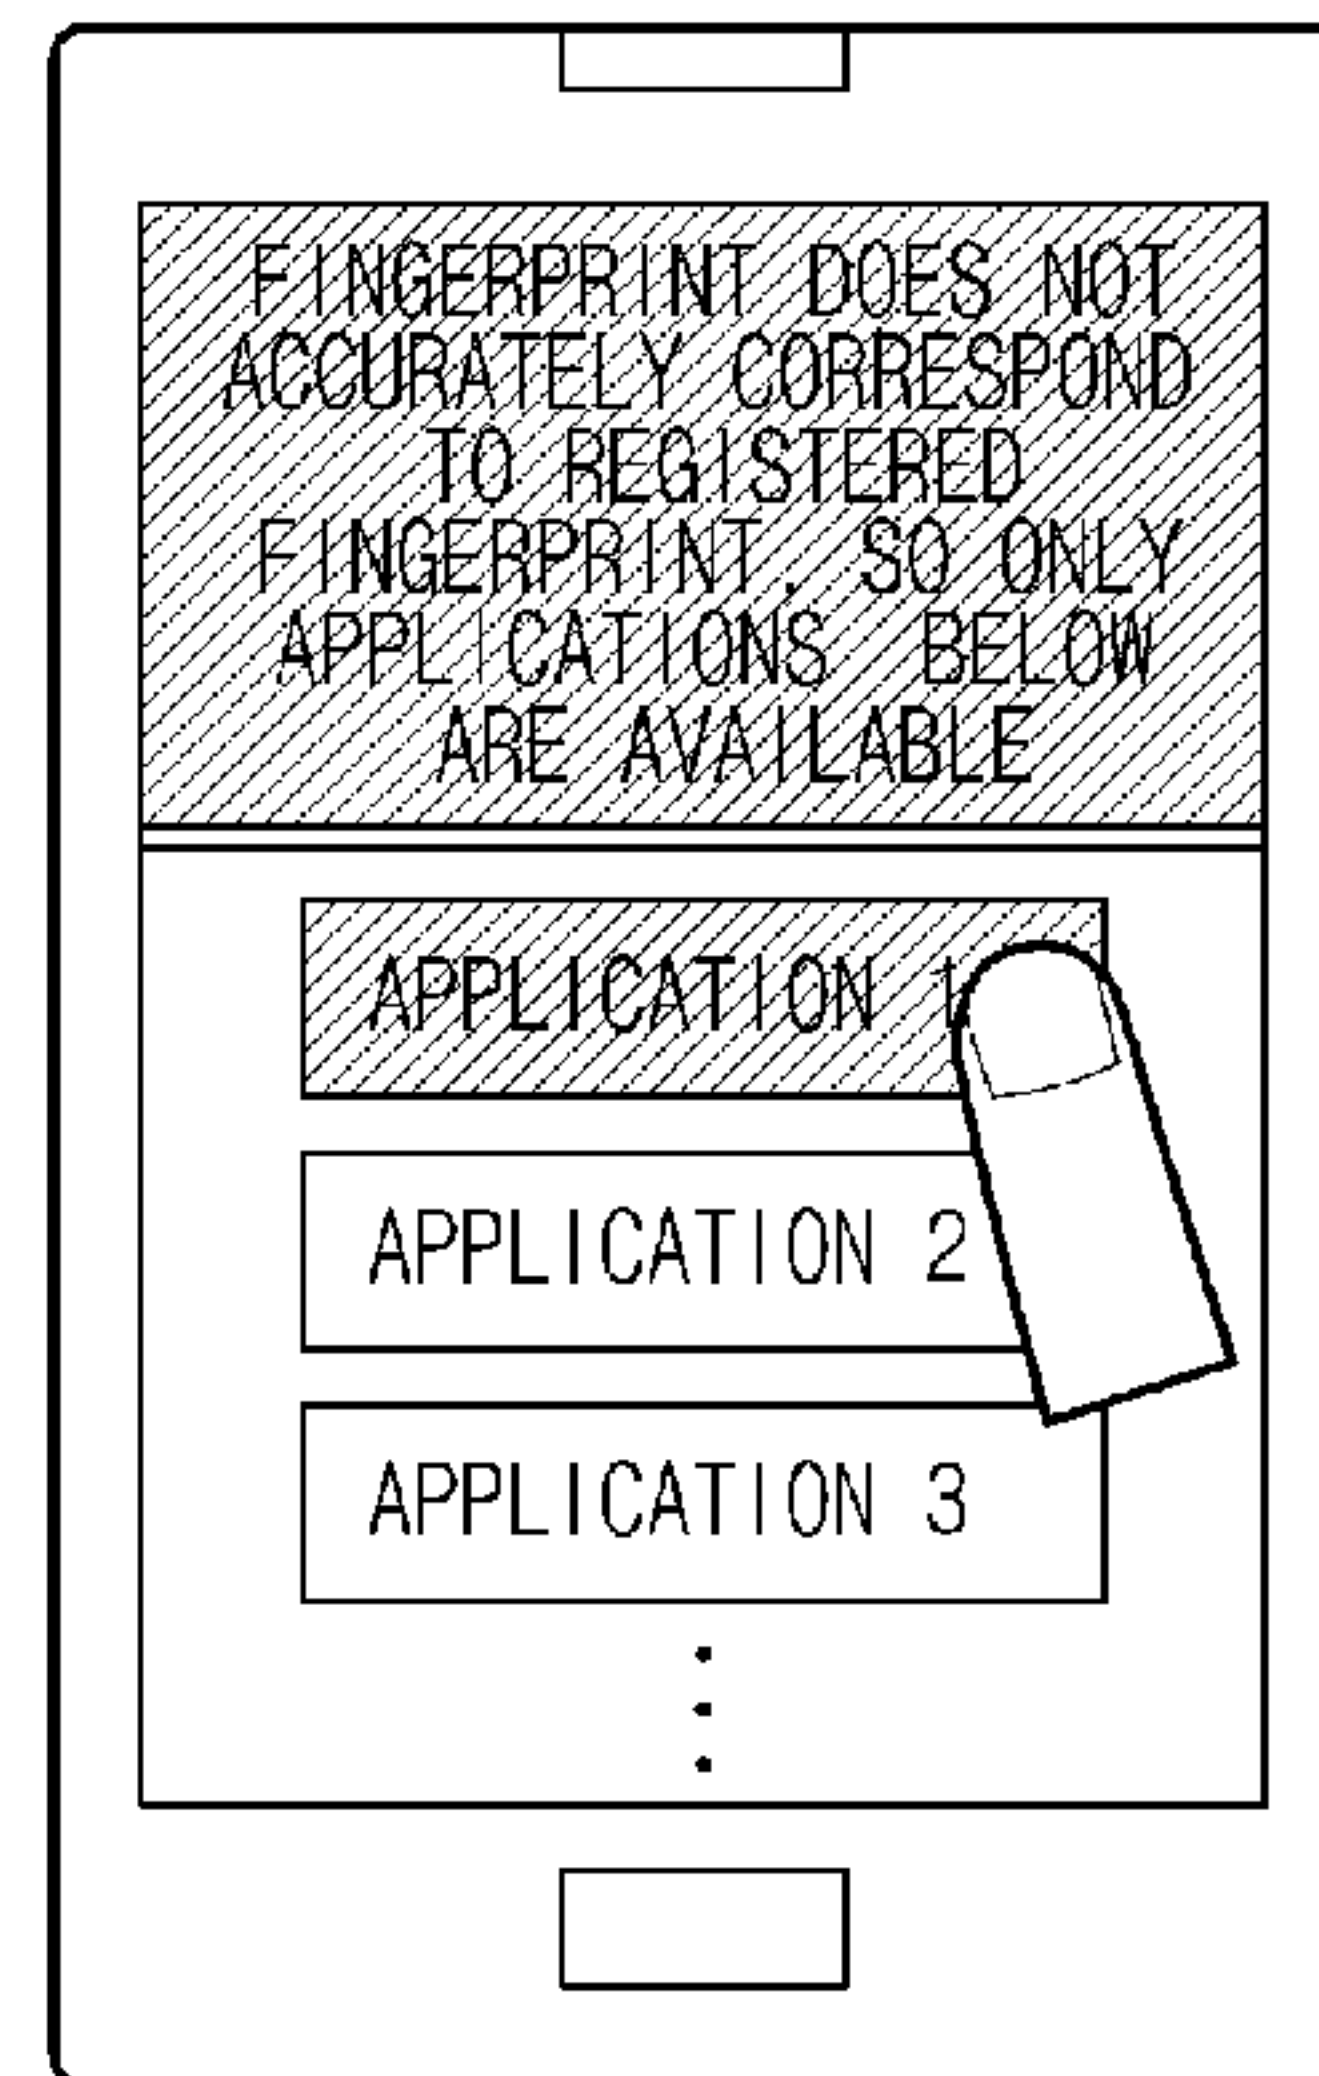 FINGERPRINT DOES NOT
ACCURATELY CORRESPOND
TO REGISTERED
FINGERPRINT. SO ONLY
APPLICATIONS BELOW
ARE AVAILABLE
APPLICATION 1
APPLICATION 2
APPLICATION 3